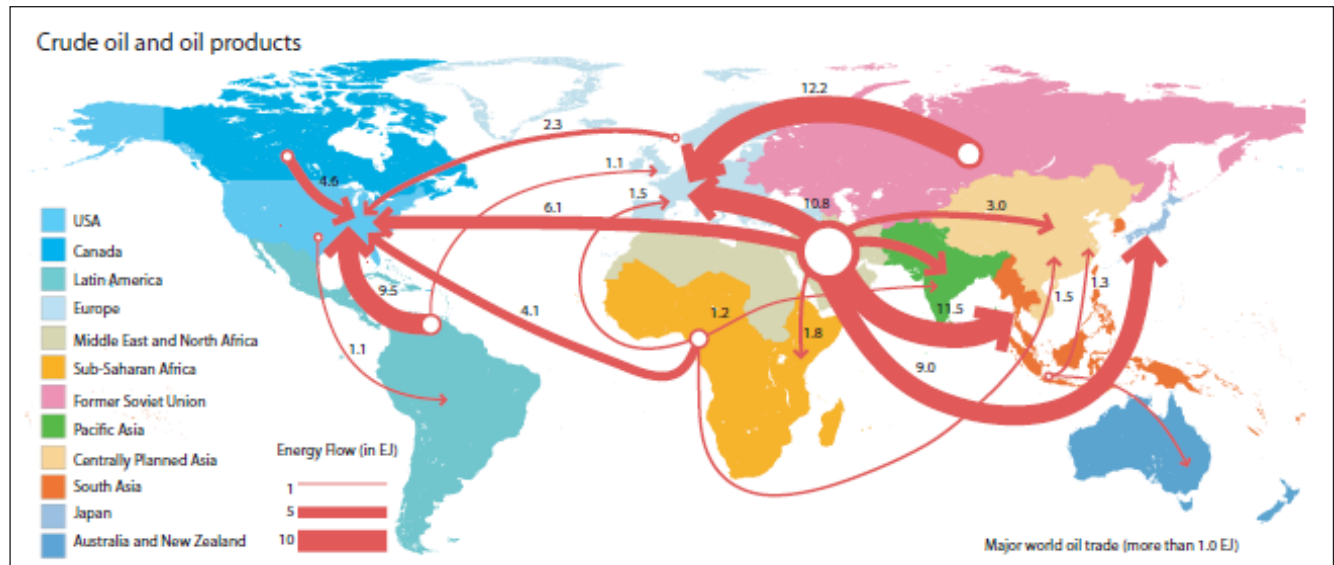 Crude oil and oil products
12.2
2.3
1.1
4.6
1.5
6.1
10.8
3.0
USA
Canada
Latin America
Europe
Middle East and North Africa
Sub-Saharan Africa
Former Soviet Union
Pacific Asia
Centrally Planned Asia
South Asia
Japan
Australia and New Zealand
9.5
4.1
1.2
1.8
11.5
1.5
1.3
1.1
9.0
Energy Flow (in EJ)
1
5
10
Major world oil trade (more than 1.0 EJ)